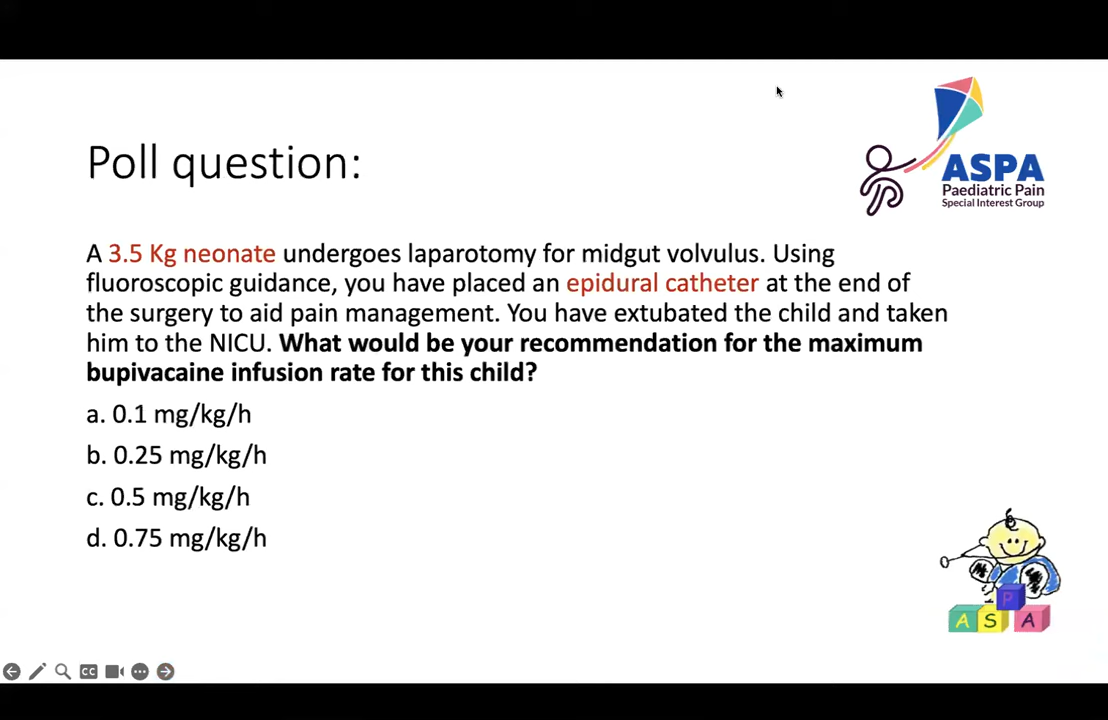 Poll question:
ASPA
Paediatric Pain
Special Interest Group
A 3.5 Kg neonate undergoes laparotomy for midgut volvulus. Using
fluoroscopic guidance, you have placed an epidural catheter at the end of
the surgery to aid pain management. You have extubated the child and taken
him to the NICU. What would be your recommendation for the maximum
bupivacaine infusion rate for this child?
a. 0.1 mg/kg/h
b. 0.25 mg/kg/h
c. 0.5 mg/kg/h
d. 0.75 mg/kg/h
P
A S A
CC